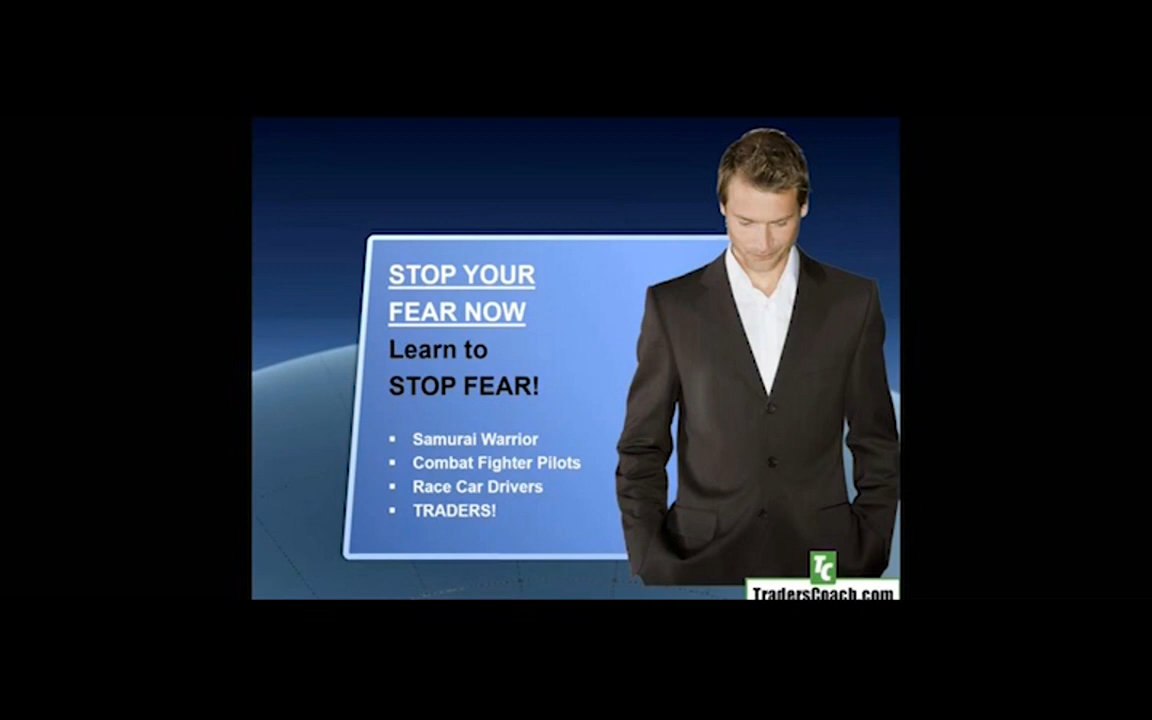 STOP YOUR
FEAR NOW
Learn to
STOP FEAR!
▪ Samurai Warrior
▪ Combat Fighter Pilots
▪ Race Car Drivers
▪ TRADERS!
TC
TradersCoach.com